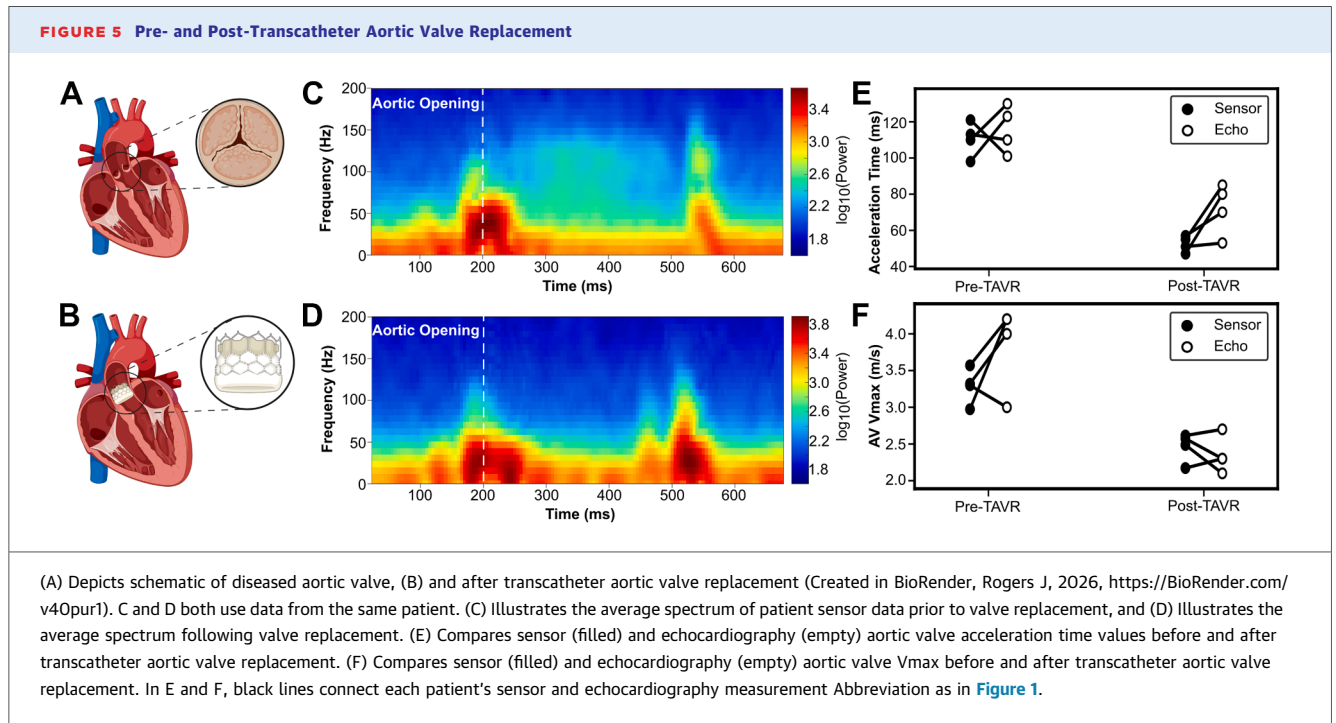 FIGURE 5 Pre- and Post-Transcatheter Aortic Valve Replacement
A
B
C
200
150
100
50
0
Frequency (Hz)
Aortic Opening
100 200 300 400 500 600
Time (ms)
3.4
3.0
2.6
2.2
1.8
log10(Power)
D
200
150
100
50
0
Frequency (Hz)
Aortic Opening
100 200 300 400 500 600
Time (ms)
3.8
3.4
3.0
2.6
2.2
1.8
log10(Power)
E
120
100
80
60
40
Acceleration Time (ms)
Sensor
Echo
Pre-TAVR Post-TAVR
F
4.0
3.5
3.0
2.5
2.0
AV Vmax (m/s)
Sensor
Echo
Pre-TAVR Post-TAVR
(A) Depicts schematic of diseased aortic valve, (B) and after transcatheter aortic valve replacement (Created in BioRender, Rogers J, 2026, https://BioRender.com/
v40pur1). C and D both use data from the same patient. (C) Illustrates the average spectrum of patient sensor data prior to valve replacement, and (D) Illustrates the
average spectrum following valve replacement. (E) Compares sensor (filled) and echocardiography (empty) aortic valve acceleration time values before and after
transcatheter aortic valve replacement. (F) Compares sensor (filled) and echocardiography (empty) aortic valve Vmax before and after transcatheter aortic valve
replacement. In E and F, black lines connect each patient's sensor and echocardiography measurement Abbreviation as in Figure 1.